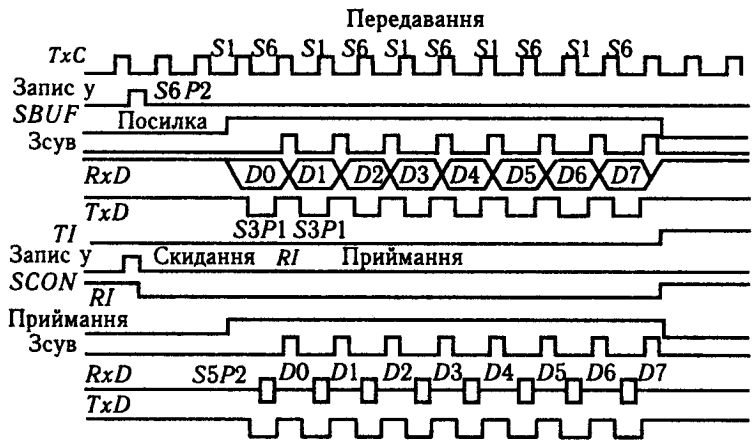 Передавання
S1 S6 S1 S6 S1 S6 S1 S6 S1 S6
TxC
Запис у SBUF
S6P2
Посилка
Зсув
RxD D0 D1 D2 D3 D4 D5 D6 D7
TxD
S3P1 S3P1
TI
Запис у SCON
Скидання RI Приймання
RI
Приймання
Зсув
RxD S5P2 D0 D1 D2 D3 D4 D5 D6 D7
TxD